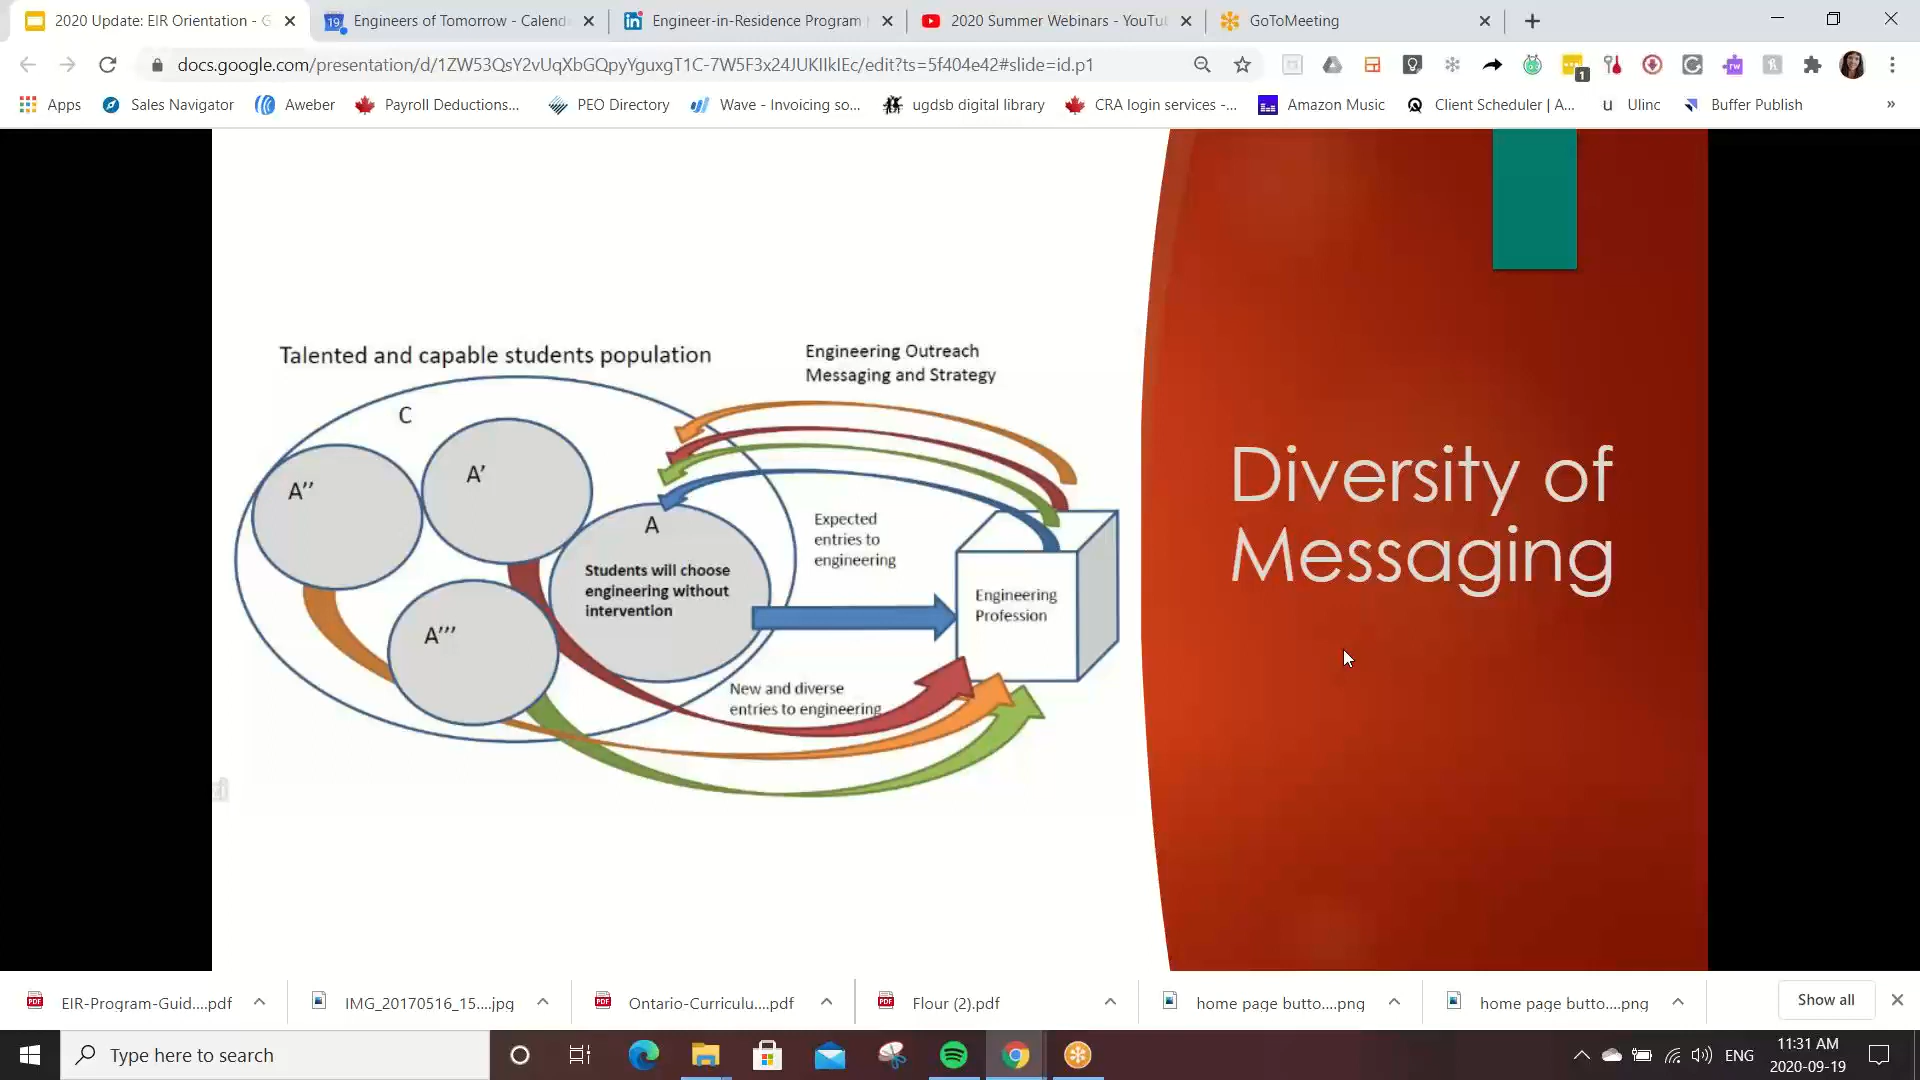 2020 Update: EIR Orientation - G
Engineers of Tomorrow - Calend
Engineer-in-Residence Program
2020 Summer Webinars - YouTu
GoToMeeting
docs.google.com/presentation/d/1ZW53QsY2vUqXbGQpyYguxgT1C-7W5F3x24JUKIIkIEc/edit?ts=5f404e42#slide=id.p1
1
Apps
Sales Navigator
Aweber
Payroll Deductions...
PEO Directory
Wave - Invoicing so...
ugdsb digital library
CRA login services -...
Amazon Music
Client Scheduler | A...
Ulinc
Buffer Publish
»
Talented and capable students population
Engineering Outreach
Messaging and Strategy
C
A'
A''
A
Students will choose
engineering without
intervention
A'''
Expected
entries to
engineering
Engineering
Profession
New and diverse
entries to engineering
Diversity of
Messaging
EIR-Program-Guid....pdf
IMG_20170516_15....jpg
Ontario-Curriculu....pdf
Flour (2).pdf
home page butto....png
home page butto....png
Show all
Type here to search
ENG
11:31 AM
2020-09-19